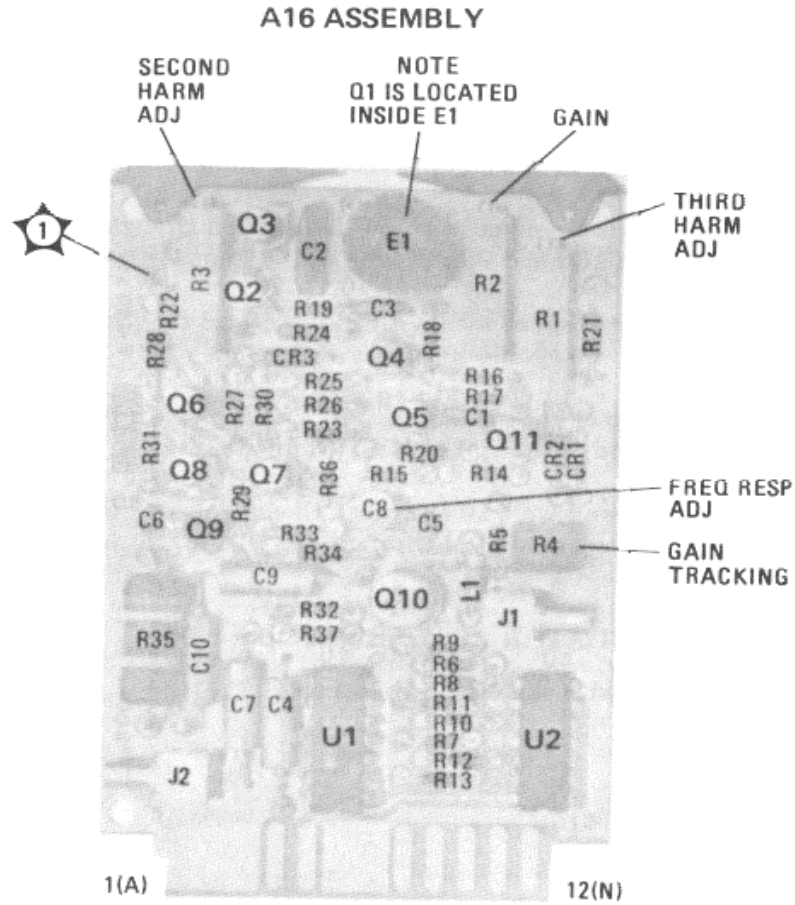 A16 ASSEMBLY
SECOND
HARM
ADJ
NOTE
Q1 IS LOCATED
INSIDE E1
GAIN
THIRD
HARM
ADJ
1
Q3
C2
E1
R3
Q2
R2
R22
R19
C3
R1
R21
R28
R24
R18
CR3
Q4
R25
R16
Q6
R27
R30
R26
R17
R23
Q5
C1
Q11
R31
R20
CR2
CR1
Q8
Q7
R36
R15
R14
R29
C8
FREQ RESP
ADJ
C6
Q9
C5
R33
R34
R5
R4
GAIN
TRACKING
C9
Q10
L1
R32
J1
R35
C10
R37
R9
R6
R8
C7
C4
R11
U1
R10
R7
U2
R12
J2
R13
1(A)
12(N)